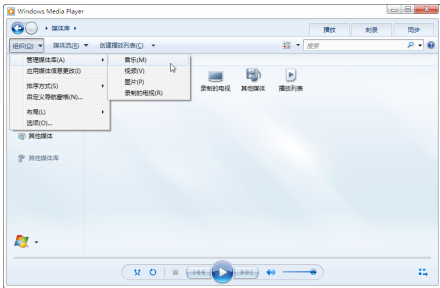 Windows Media Player
媒体库
播放 刻录 同步
组织(O) 媒体流(R) 创建播放列表(C) 搜索
管理媒体库(A) 音乐(M)
应用媒体信息更改(I) 视频(V)
图片(P)
排序方式(S) 录制的电视(R)
自定义导航窗格(N)...
布局(L)
选项(O)...
录制的电视 其他媒体 播放列表
其他媒体
其他媒体库